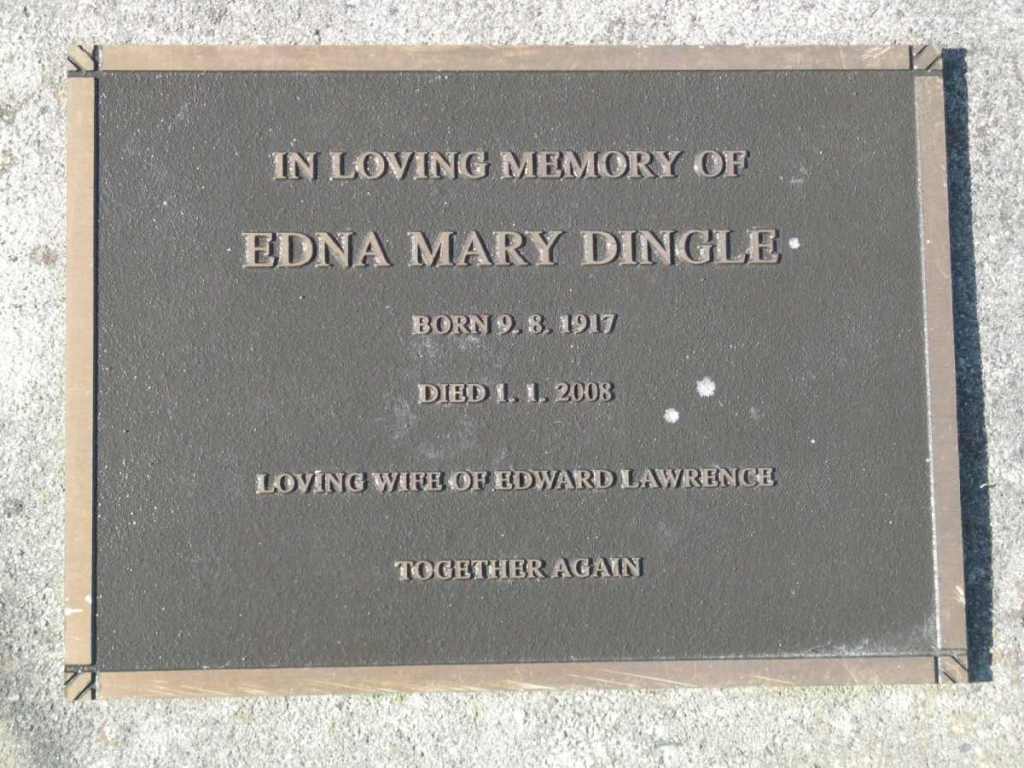 IN LOVING MEMORY OF
EDNA MARY DINGLE
BORN 9. 8. 1917
DIED 1. 1. 2008
LOVING WIFE OF EDWARD LAWRENCE
TOGETHER AGAIN